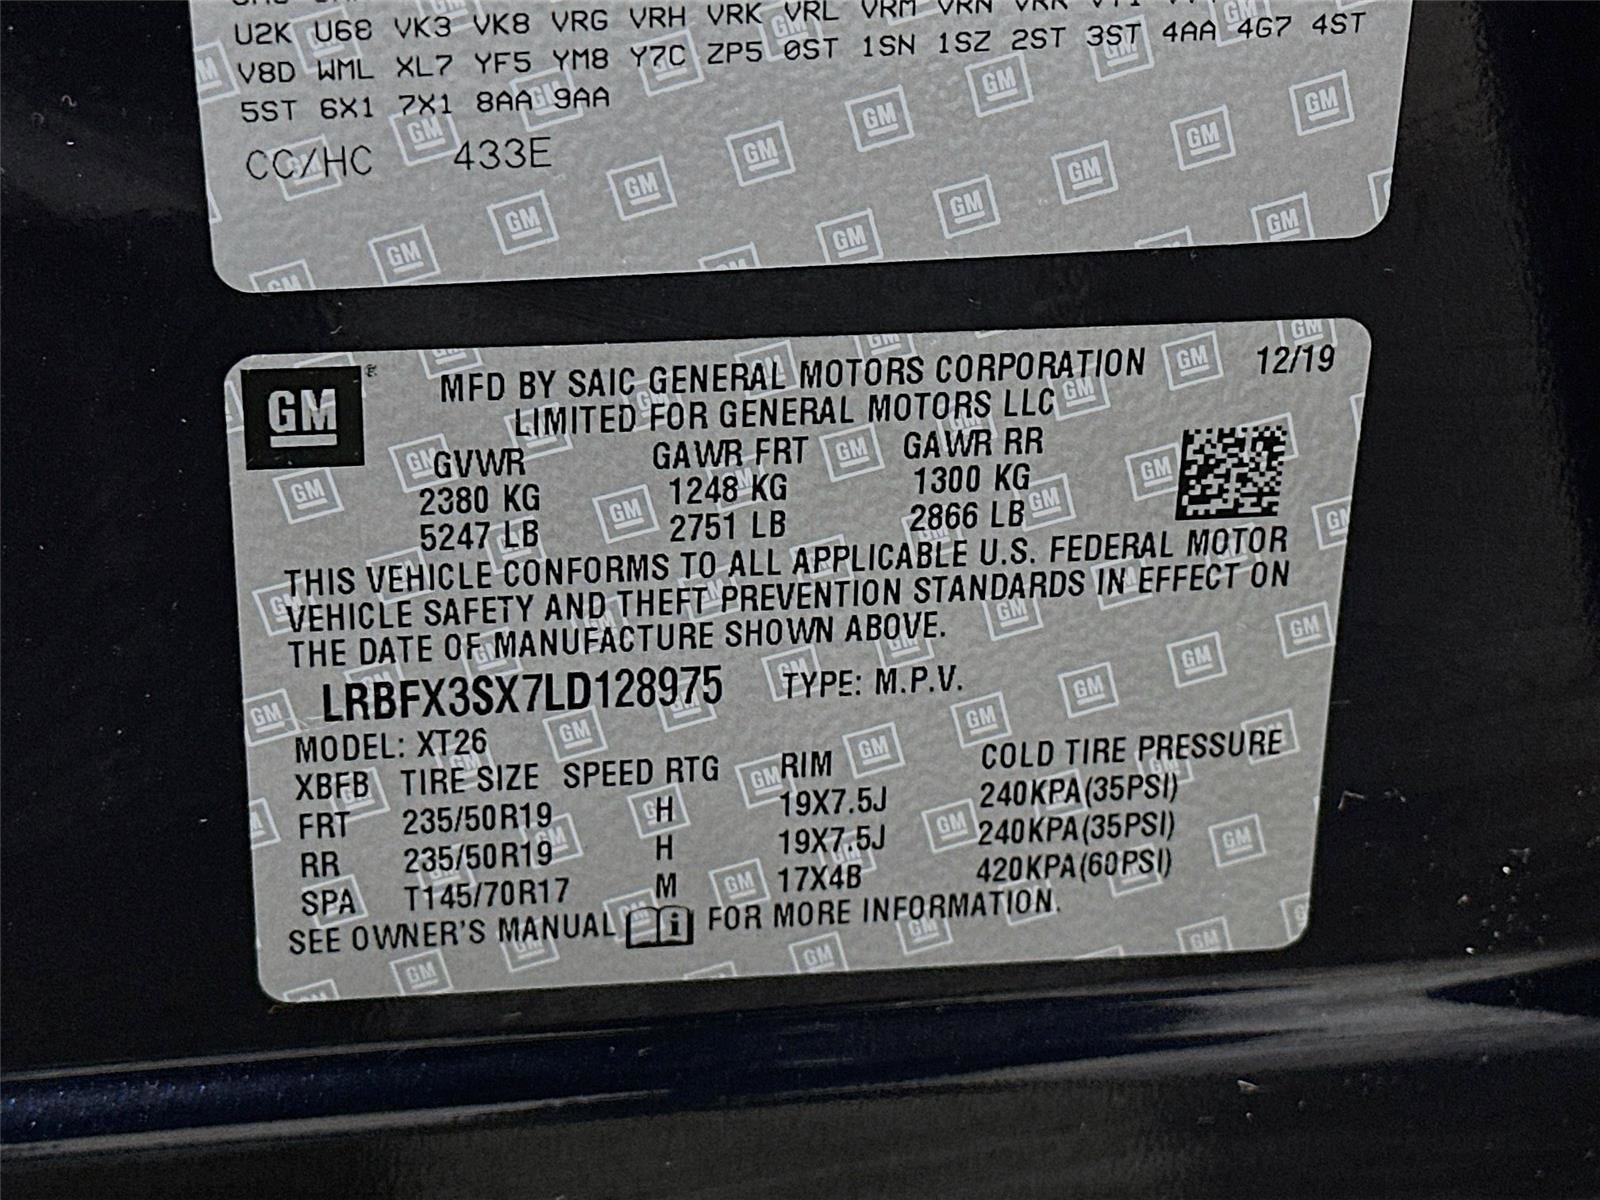 U2K U68 VK3 VK8 VRG VRH VRK VRL VRM VRN
V8D WML XL7 YF5 YM8 Y7C ZP5 0ST 1SN 1SZ 2ST 3ST 4AA 4G7 4ST
5ST 6X1 7X1 8AA 9AA
CC/HC 433E
GM®
MFD BY SAIC GENERAL MOTORS CORPORATION 12/19
LIMITED FOR GENERAL MOTORS LLC
GVWR GAWR FRT GAWR RR
2380 KG 1248 KG 1300 KG
5247 LB 2751 LB 2866 LB
THIS VEHICLE CONFORMS TO ALL APPLICABLE U.S. FEDERAL MOTOR
VEHICLE SAFETY AND THEFT PREVENTION STANDARDS IN EFFECT ON
THE DATE OF MANUFACTURE SHOWN ABOVE.
LRBFX3SX7LD128975 TYPE: M.P.V.
MODEL: XT26
XBFB TIRE SIZE SPEED RTG RIM COLD TIRE PRESSURE
FRT 235/50R19 H 19X7.5J 240KPA(35PSI)
RR 235/50R19 H 19X7.5J 240KPA(35PSI)
SPA T145/70R17 M 17X4B 420KPA(60PSI)
SEE OWNER'S MANUAL i FOR MORE INFORMATION.